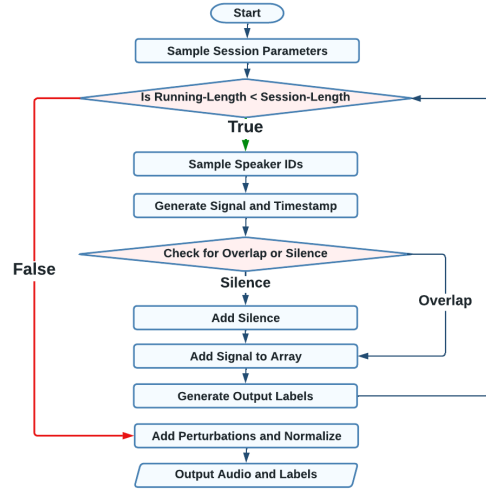 Start
Sample Session Parameters
Is Running-Length < Session-Length
True
Sample Speaker IDs
Generate Signal and Timestamp
Check for Overlap or Silence
False
Silence
Overlap
Add Silence
Add Signal to Array
Generate Output Labels
Add Perturbations and Normalize
Output Audio and Labels